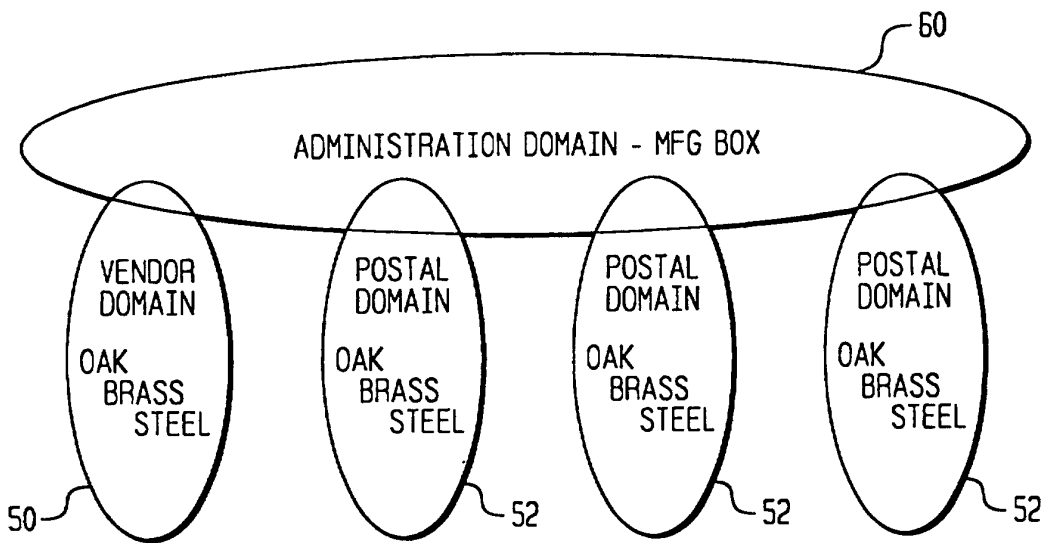 60
ADMINISTRATION DOMAIN - MFG BOX
VENDOR
DOMAIN
OAK
BRASS
STEEL
50
POSTAL
DOMAIN
OAK
BRASS
STEEL
52
POSTAL
DOMAIN
OAK
BRASS
STEEL
52
POSTAL
DOMAIN
OAK
BRASS
STEEL
52